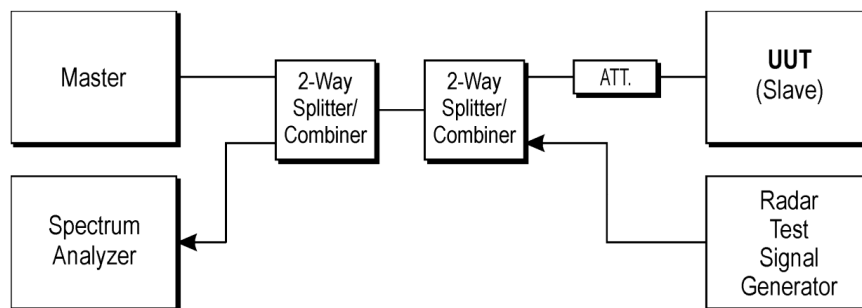 Master
2-Way
Splitter/
Combiner
2-Way
Splitter/
Combiner
ATT.
UUT
(Slave)
Spectrum
Analyzer
Radar
Test
Signal
Generator